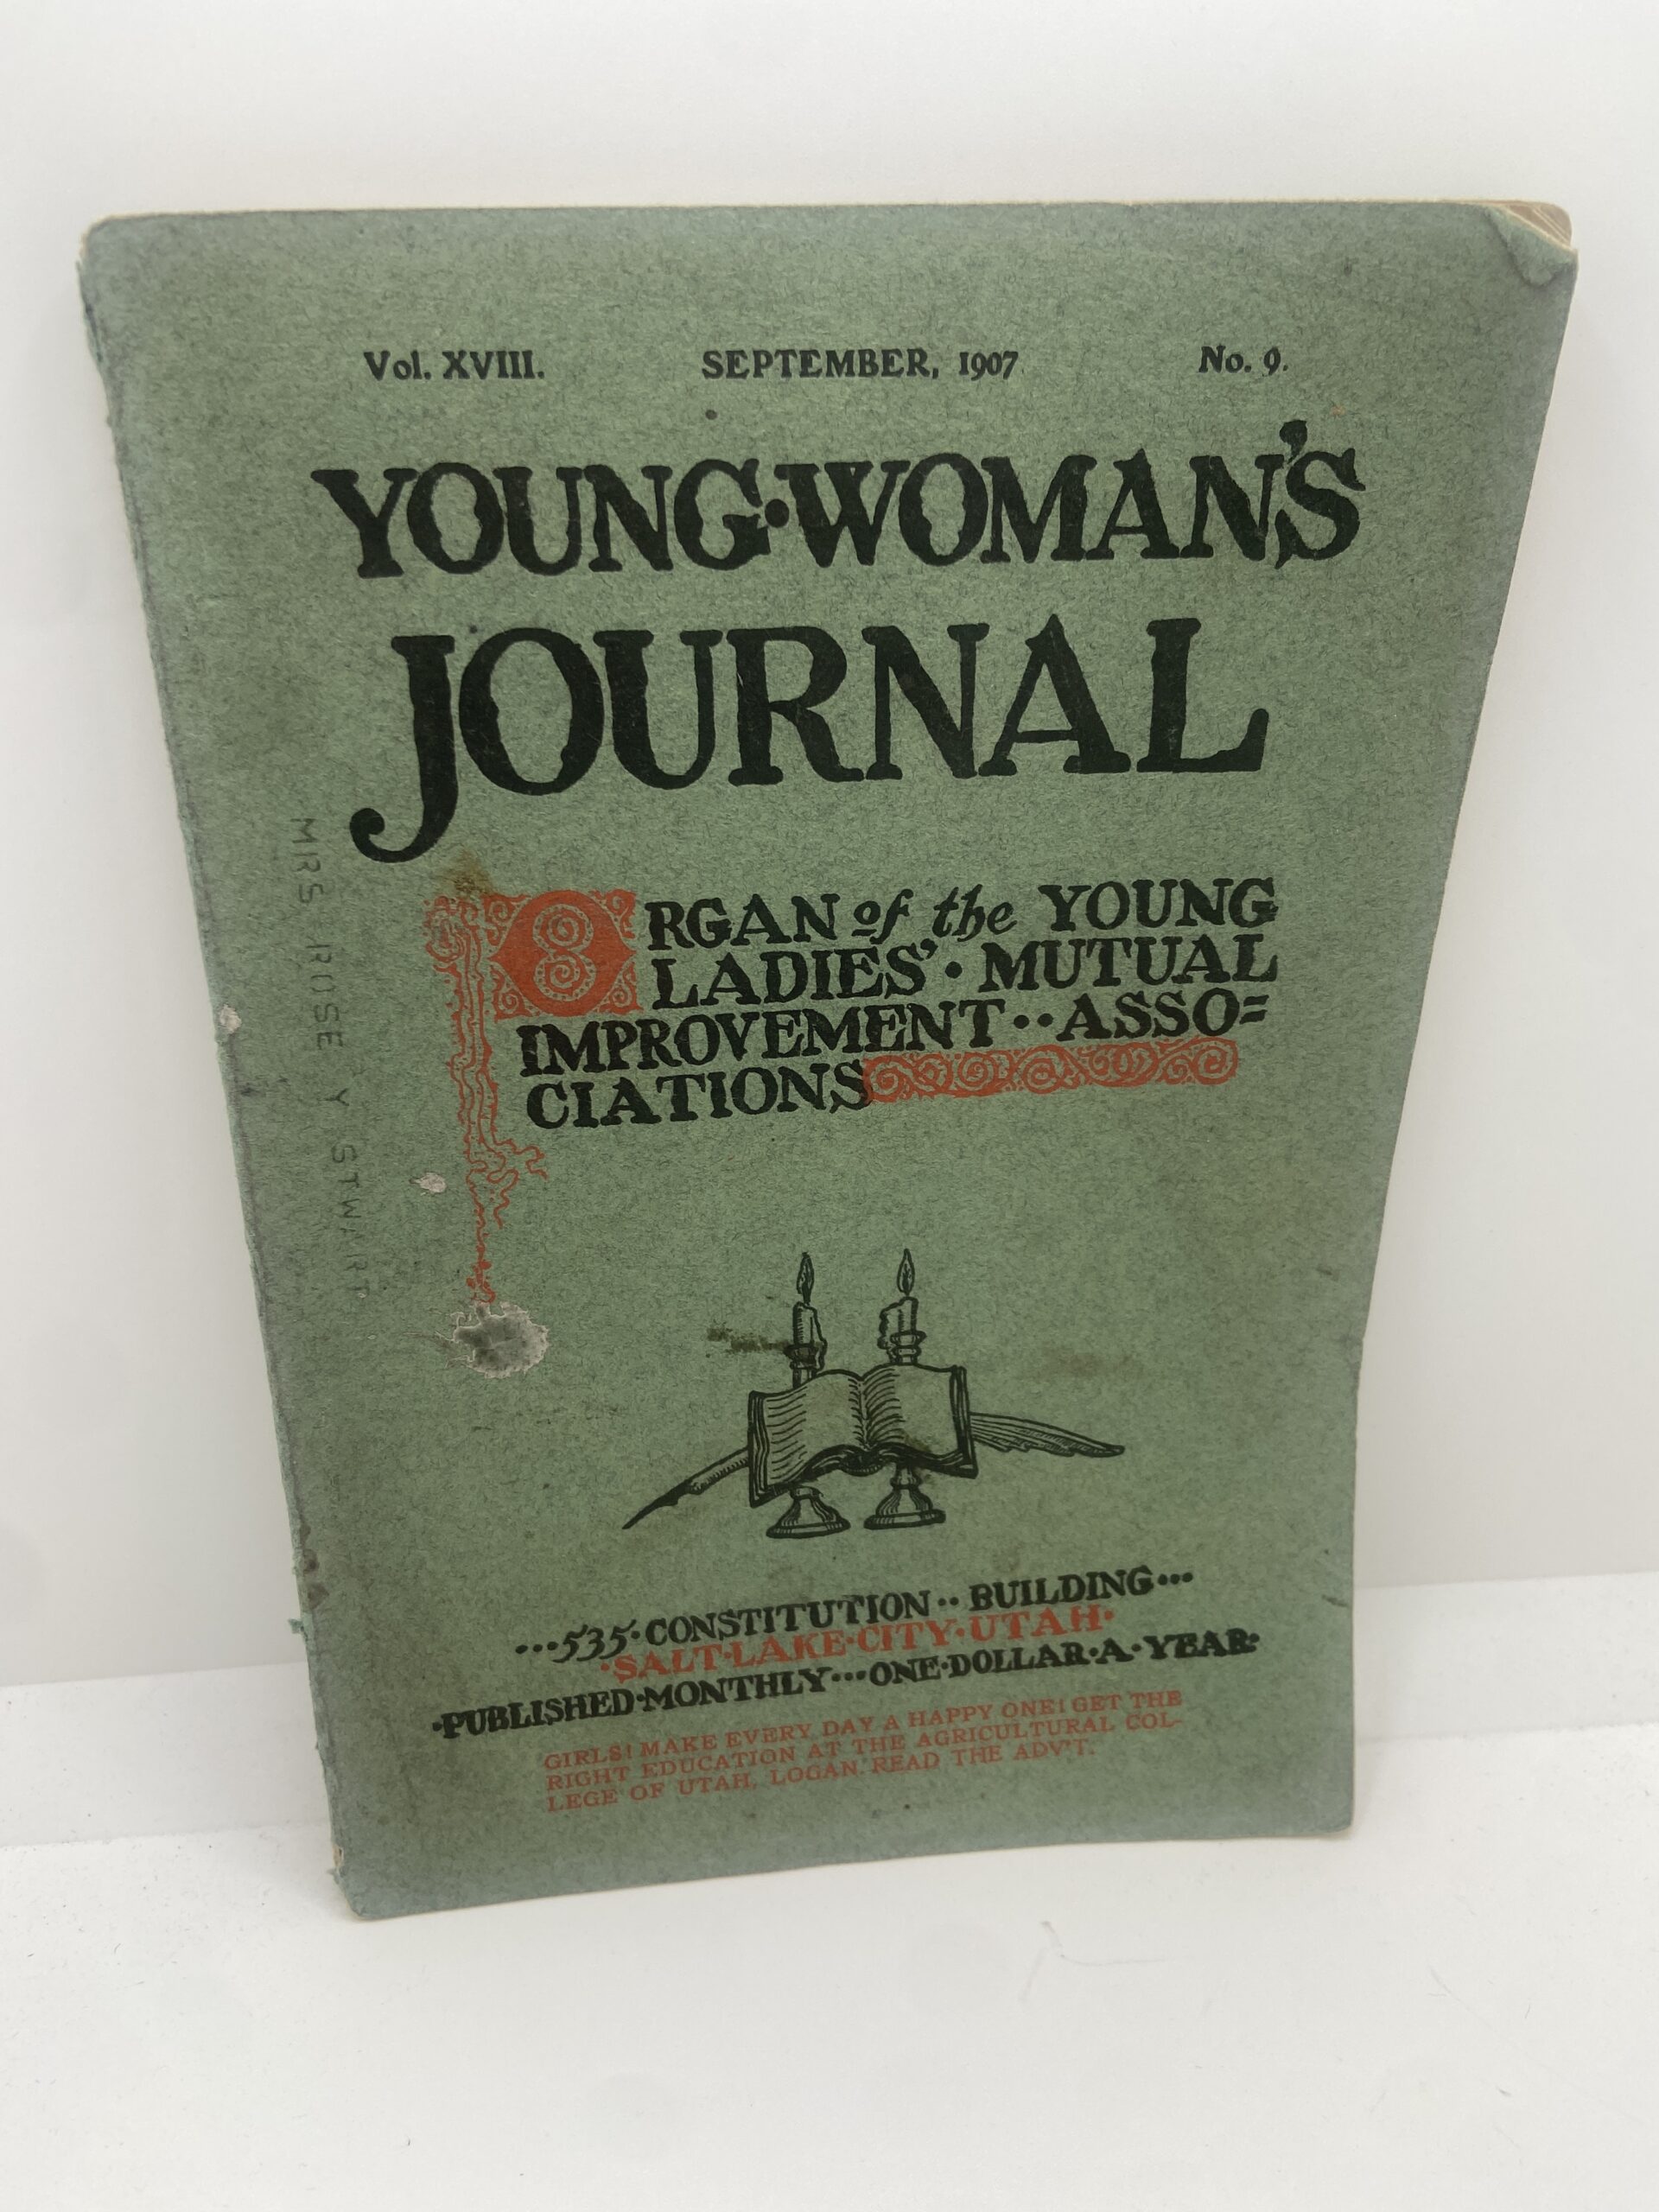 Vol. XVIII. SEPTEMBER, 1907 No. 9.
YOUNG·WOMAN'S
JOURNAL
ORGAN of the YOUNG
LADIES'· MUTUAL
IMPROVEMENT·· ASSO=
CIATIONS
MRS ROSE Y STWART
···535·CONSTITUTION·· BUILDING···
·SALT·LAKE·CITY·UTAH·
·PUBLISHED·MONTHLY···ONE·DOLLAR·A·YEAR·
GIRLS! MAKE EVERY DAY A HAPPY ONE! GET THE
RIGHT EDUCATION AT THE AGRICULTURAL COL-
LEGE OF UTAH, LOGAN. READ THE ADV'T.